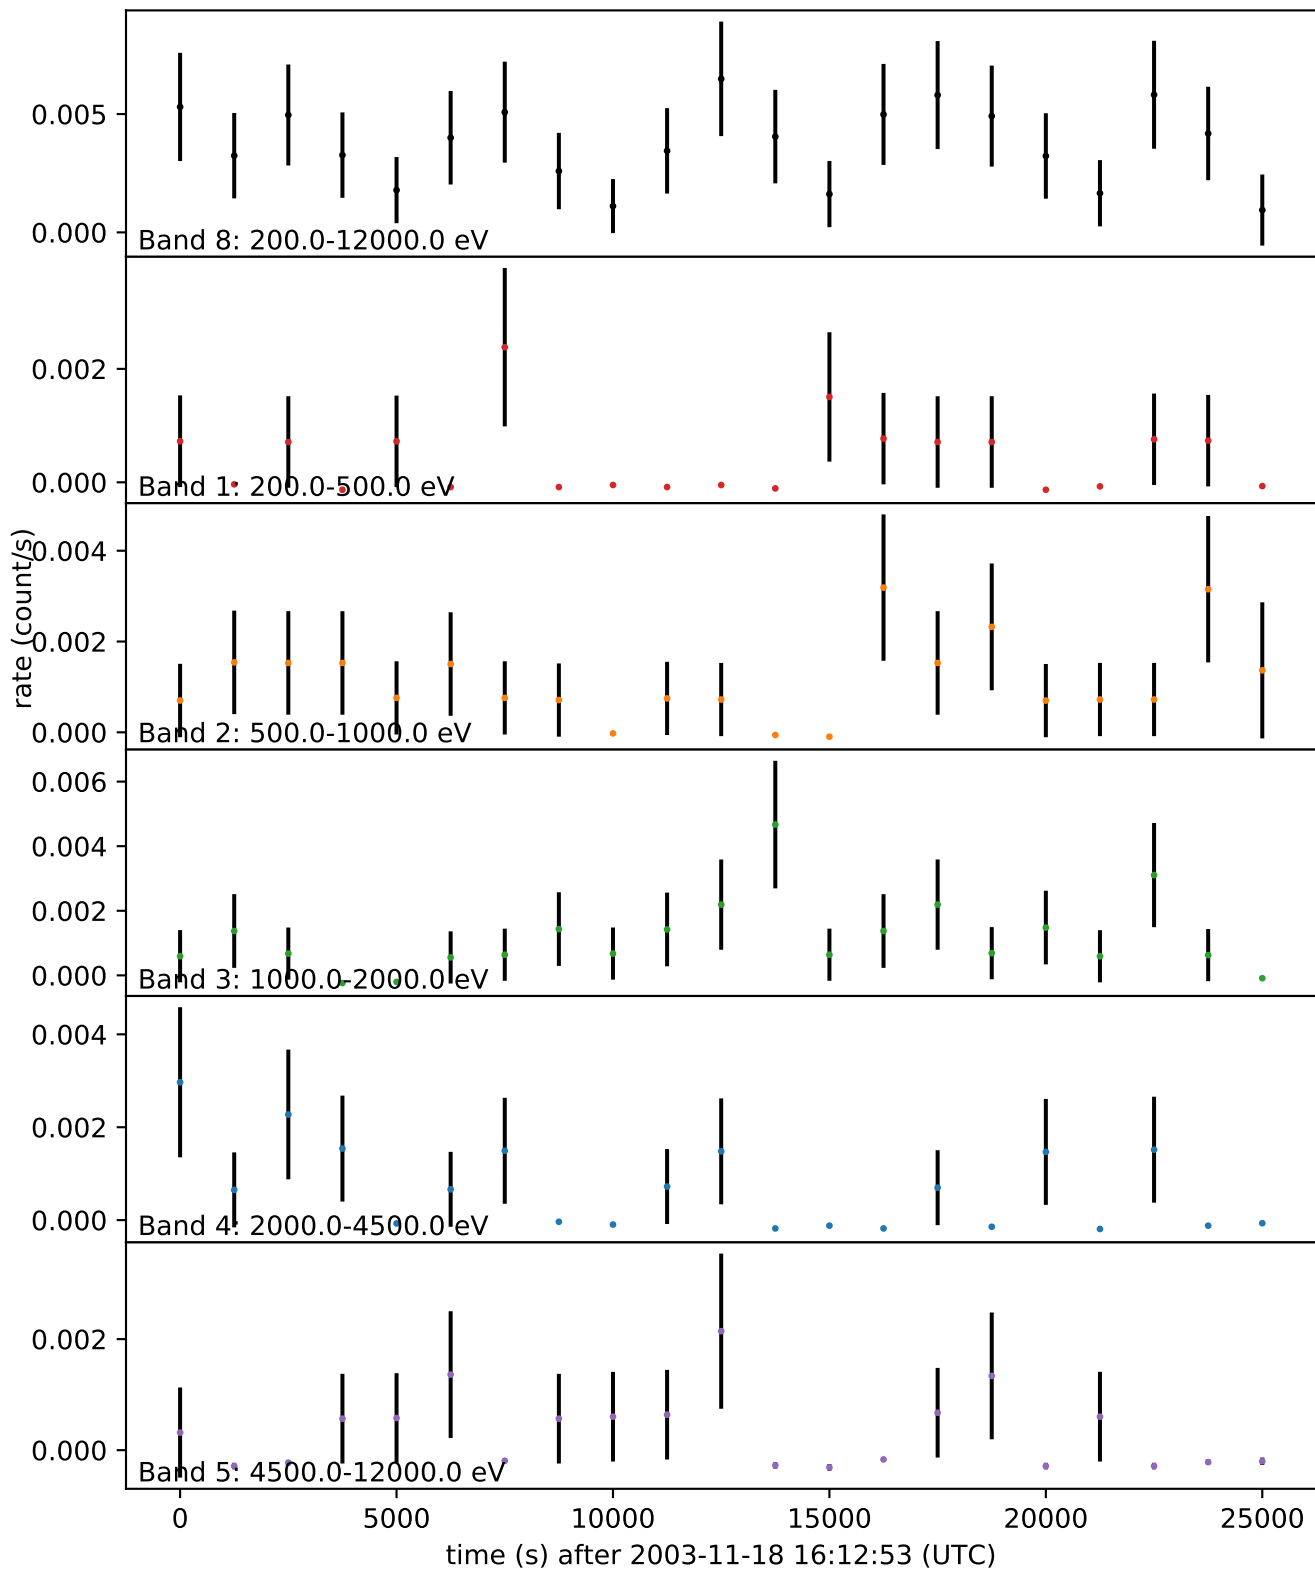 0.005
0.000
Band 8: 200.0-12000.0 eV
0.002
0.000
Band 1: 200.0-500.0 eV
rate (count/s)
0.004
0.002
0.000
Band 2: 500.0-1000.0 eV
0.006
0.004
0.002
0.000
Band 3: 1000.0-2000.0 eV
0.004
0.002
0.000
Band 4: 2000.0-4500.0 eV
0.002
0.000
Band 5: 4500.0-12000.0 eV
0 5000 10000 15000 20000 25000
time (s) after 2003-11-18 16:12:53 (UTC)